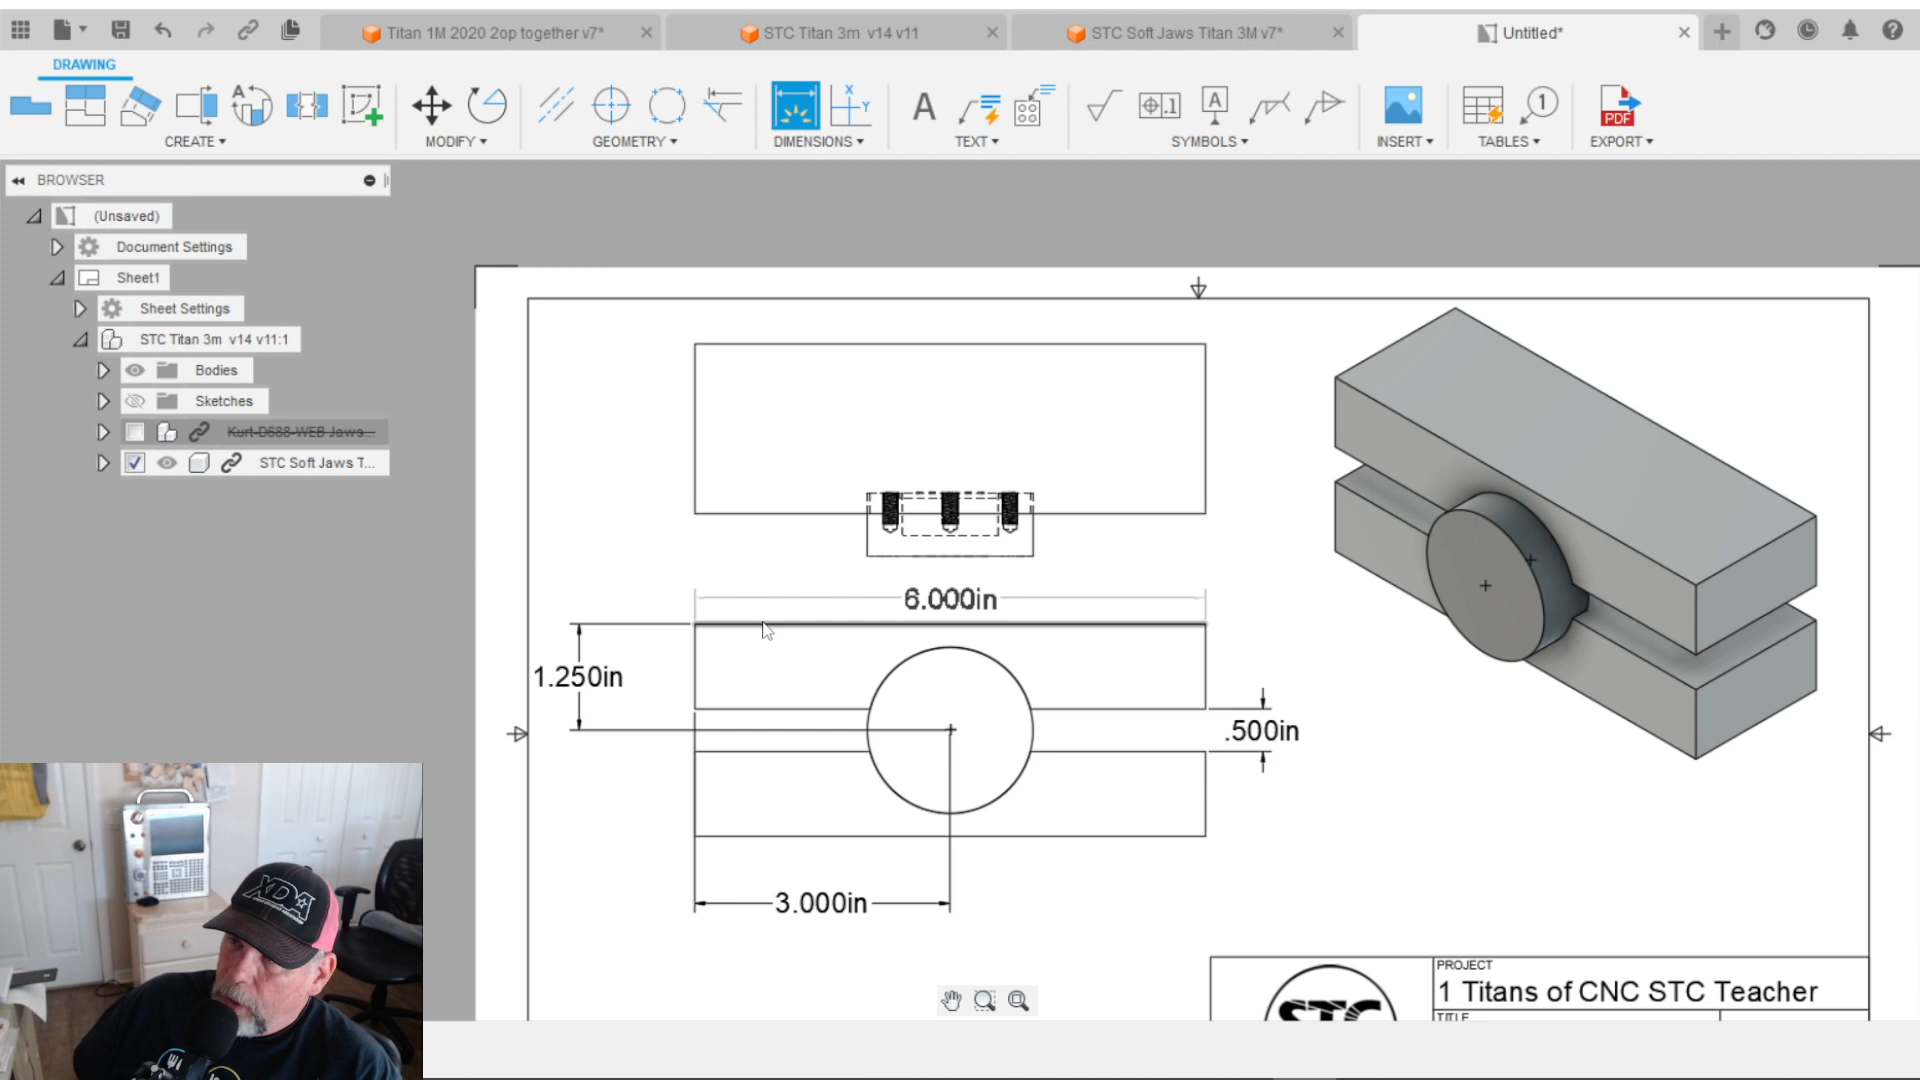 Titan 1M 2020 2op together v7*
STC Titan 3m v14 v11
STC Soft Jaws Titan 3M v7*
Untitled*
DRAWING
CREATE
MODIFY
GEOMETRY
DIMENSIONS
TEXT
SYMBOLS
INSERT
TABLES
EXPORT
PDF
BROWSER
(Unsaved)
Document Settings
Sheet1
Sheet Settings
STC Titan 3m v14 v11:1
Bodies
Sketches
Kurt-D688-WEB Jaws...
STC Soft Jaws T...
6.000in
1.250in
.500in
3.000in
PROJECT
1 Titans of CNC STC Teacher
TITLE
STC
XDA